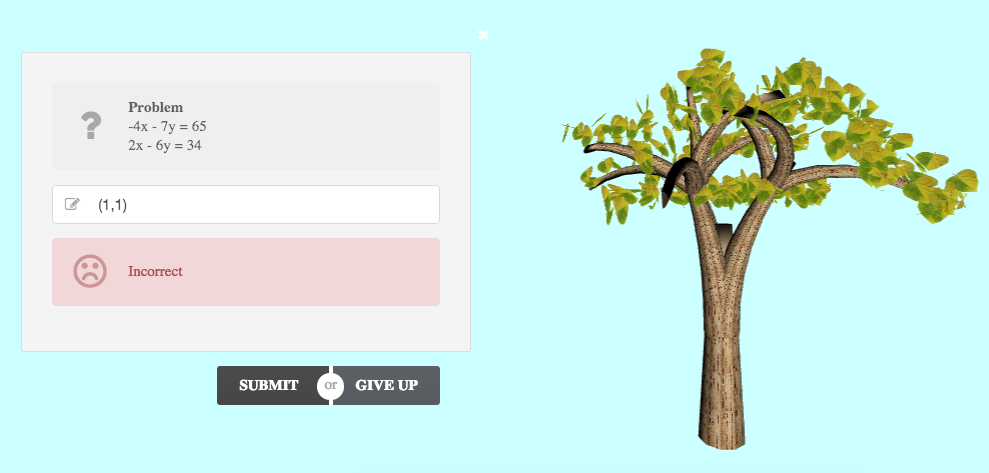 Problem
-4x - 7y = 65
2x - 6y = 34
(1,1)
Incorrect
SUBMIT or GIVE UP